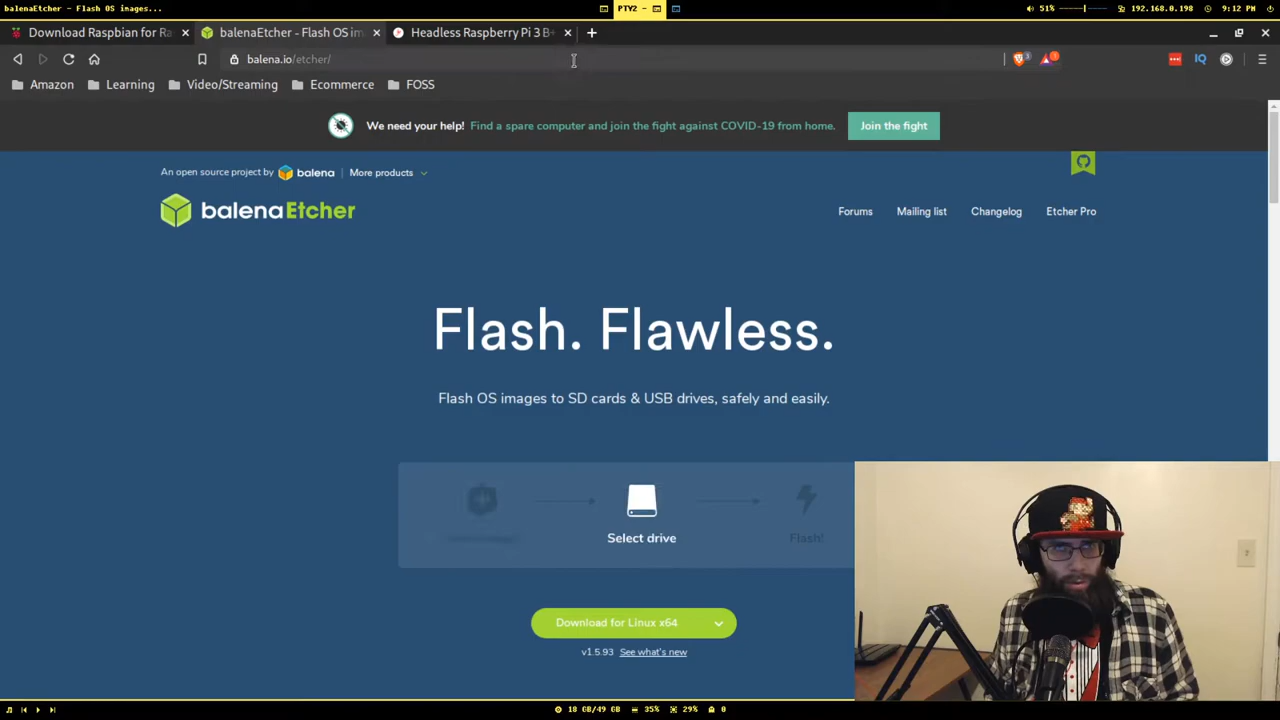 balenaEtcher - Flash OS images...
PTY2 -
51%
192.168.0.198
9:12 PM
Download Raspbian for Ra
balenaEtcher - Flash OS im
Headless Raspberry Pi 3 B+
balena.io/etcher/
3
1
IQ
Amazon
Learning
Video/Streaming
Ecommerce
FOSS
We need your help! Find a spare computer and join the fight against COVID-19 from home.
Join the fight
An open source project by balena
More products
balenaEtcher
Forums
Mailing list
Changelog
Etcher Pro
Flash. Flawless.
Flash OS images to SD cards & USB drives, safely and easily.
Select drive
Flash!
Download for Linux x64
v1.5.93 See what's new
18 GB/49 GB
35%
29%
0